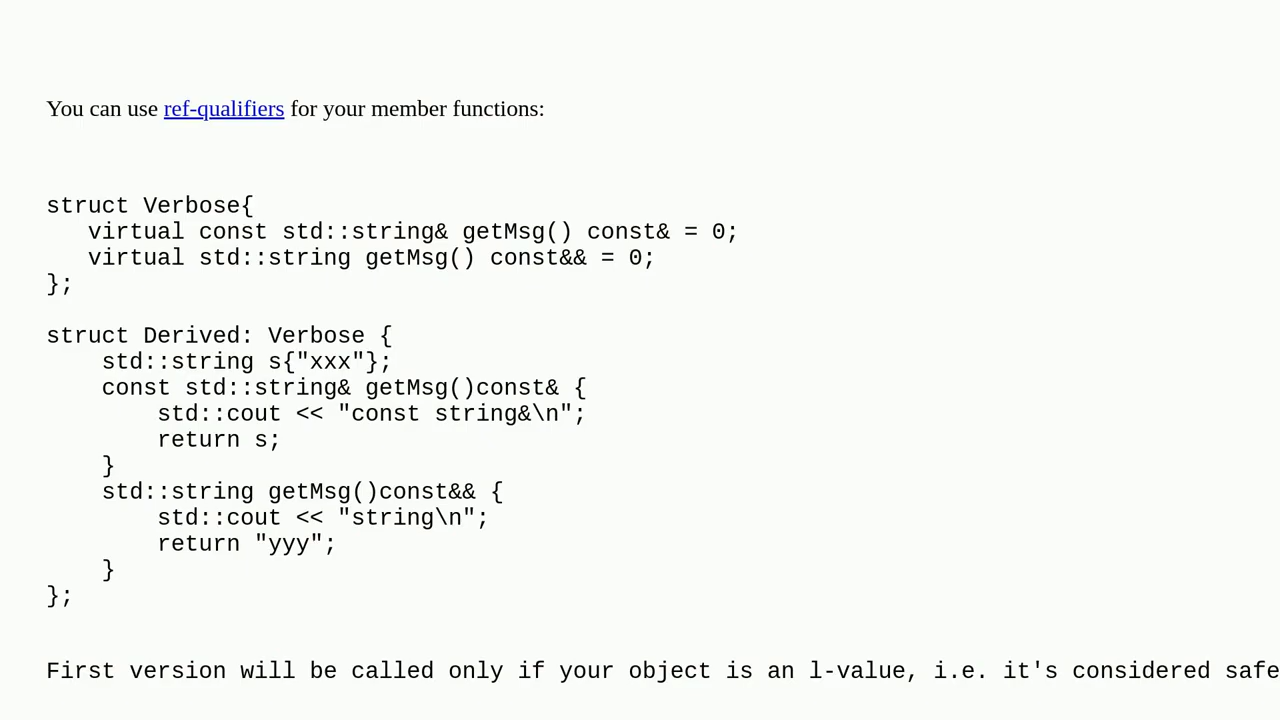 You can use ref-qualifiers for your member functions:
struct Verbose{
   virtual const std::string& getMsg() const& = 0;
   virtual std::string getMsg() const&& = 0;
};
struct Derived: Verbose {
    std::string s{"xxx"};
    const std::string& getMsg()const& {
        std::cout << "const string&\n";
        return s;
    }
    std::string getMsg()const&& {
        std::cout << "string\n";
        return "yyy";
    }
};
First version will be called only if your object is an l-value, i.e. it's considered safe